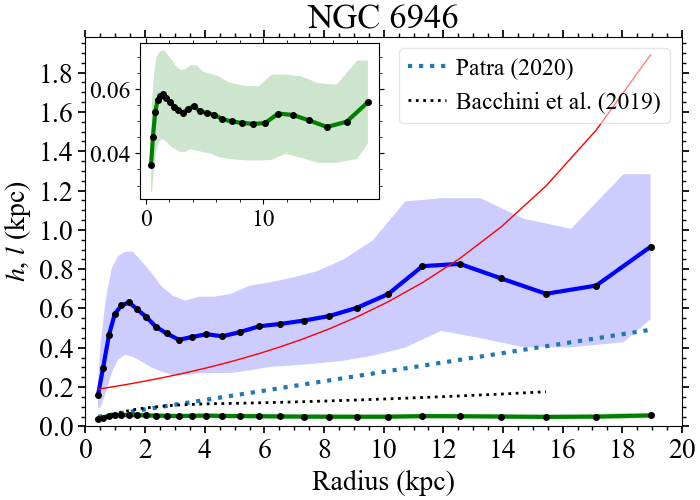 NGC 6946
h, l (kpc)
1.8
1.6
1.4
1.2
1.0
0.8
0.6
0.4
0.2
0.0
0.06
0.04
0 10
Patra (2020)
Bacchini et al. (2019)
0 2 4 6 8 10 12 14 16 18 20
Radius (kpc)